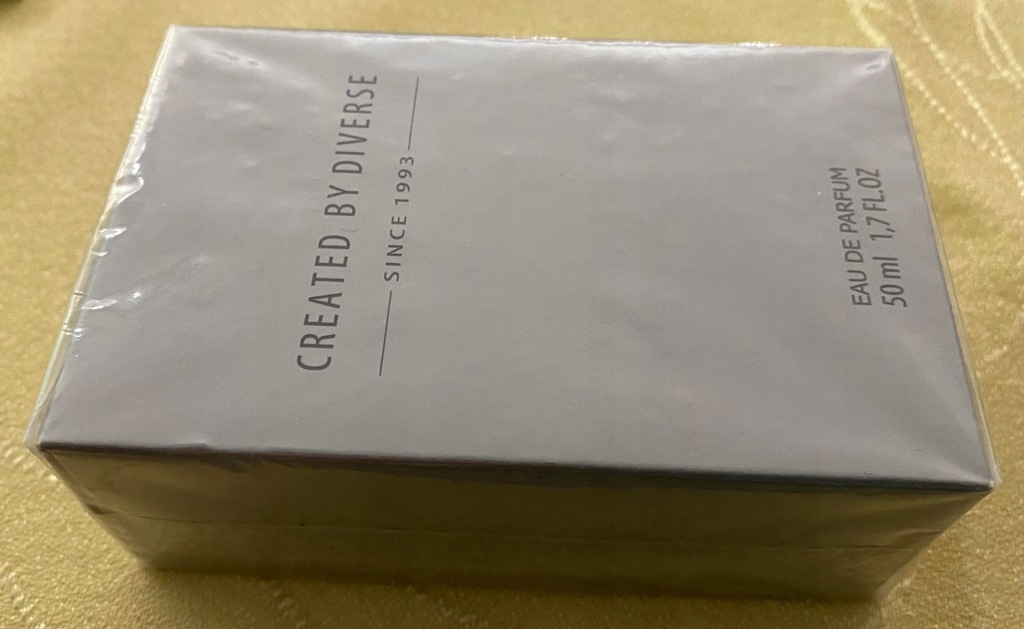 CREATED BY DIVERSE
SINCE 1993
EAU DE PARFUM
50 ml 1,7 FL.OZ